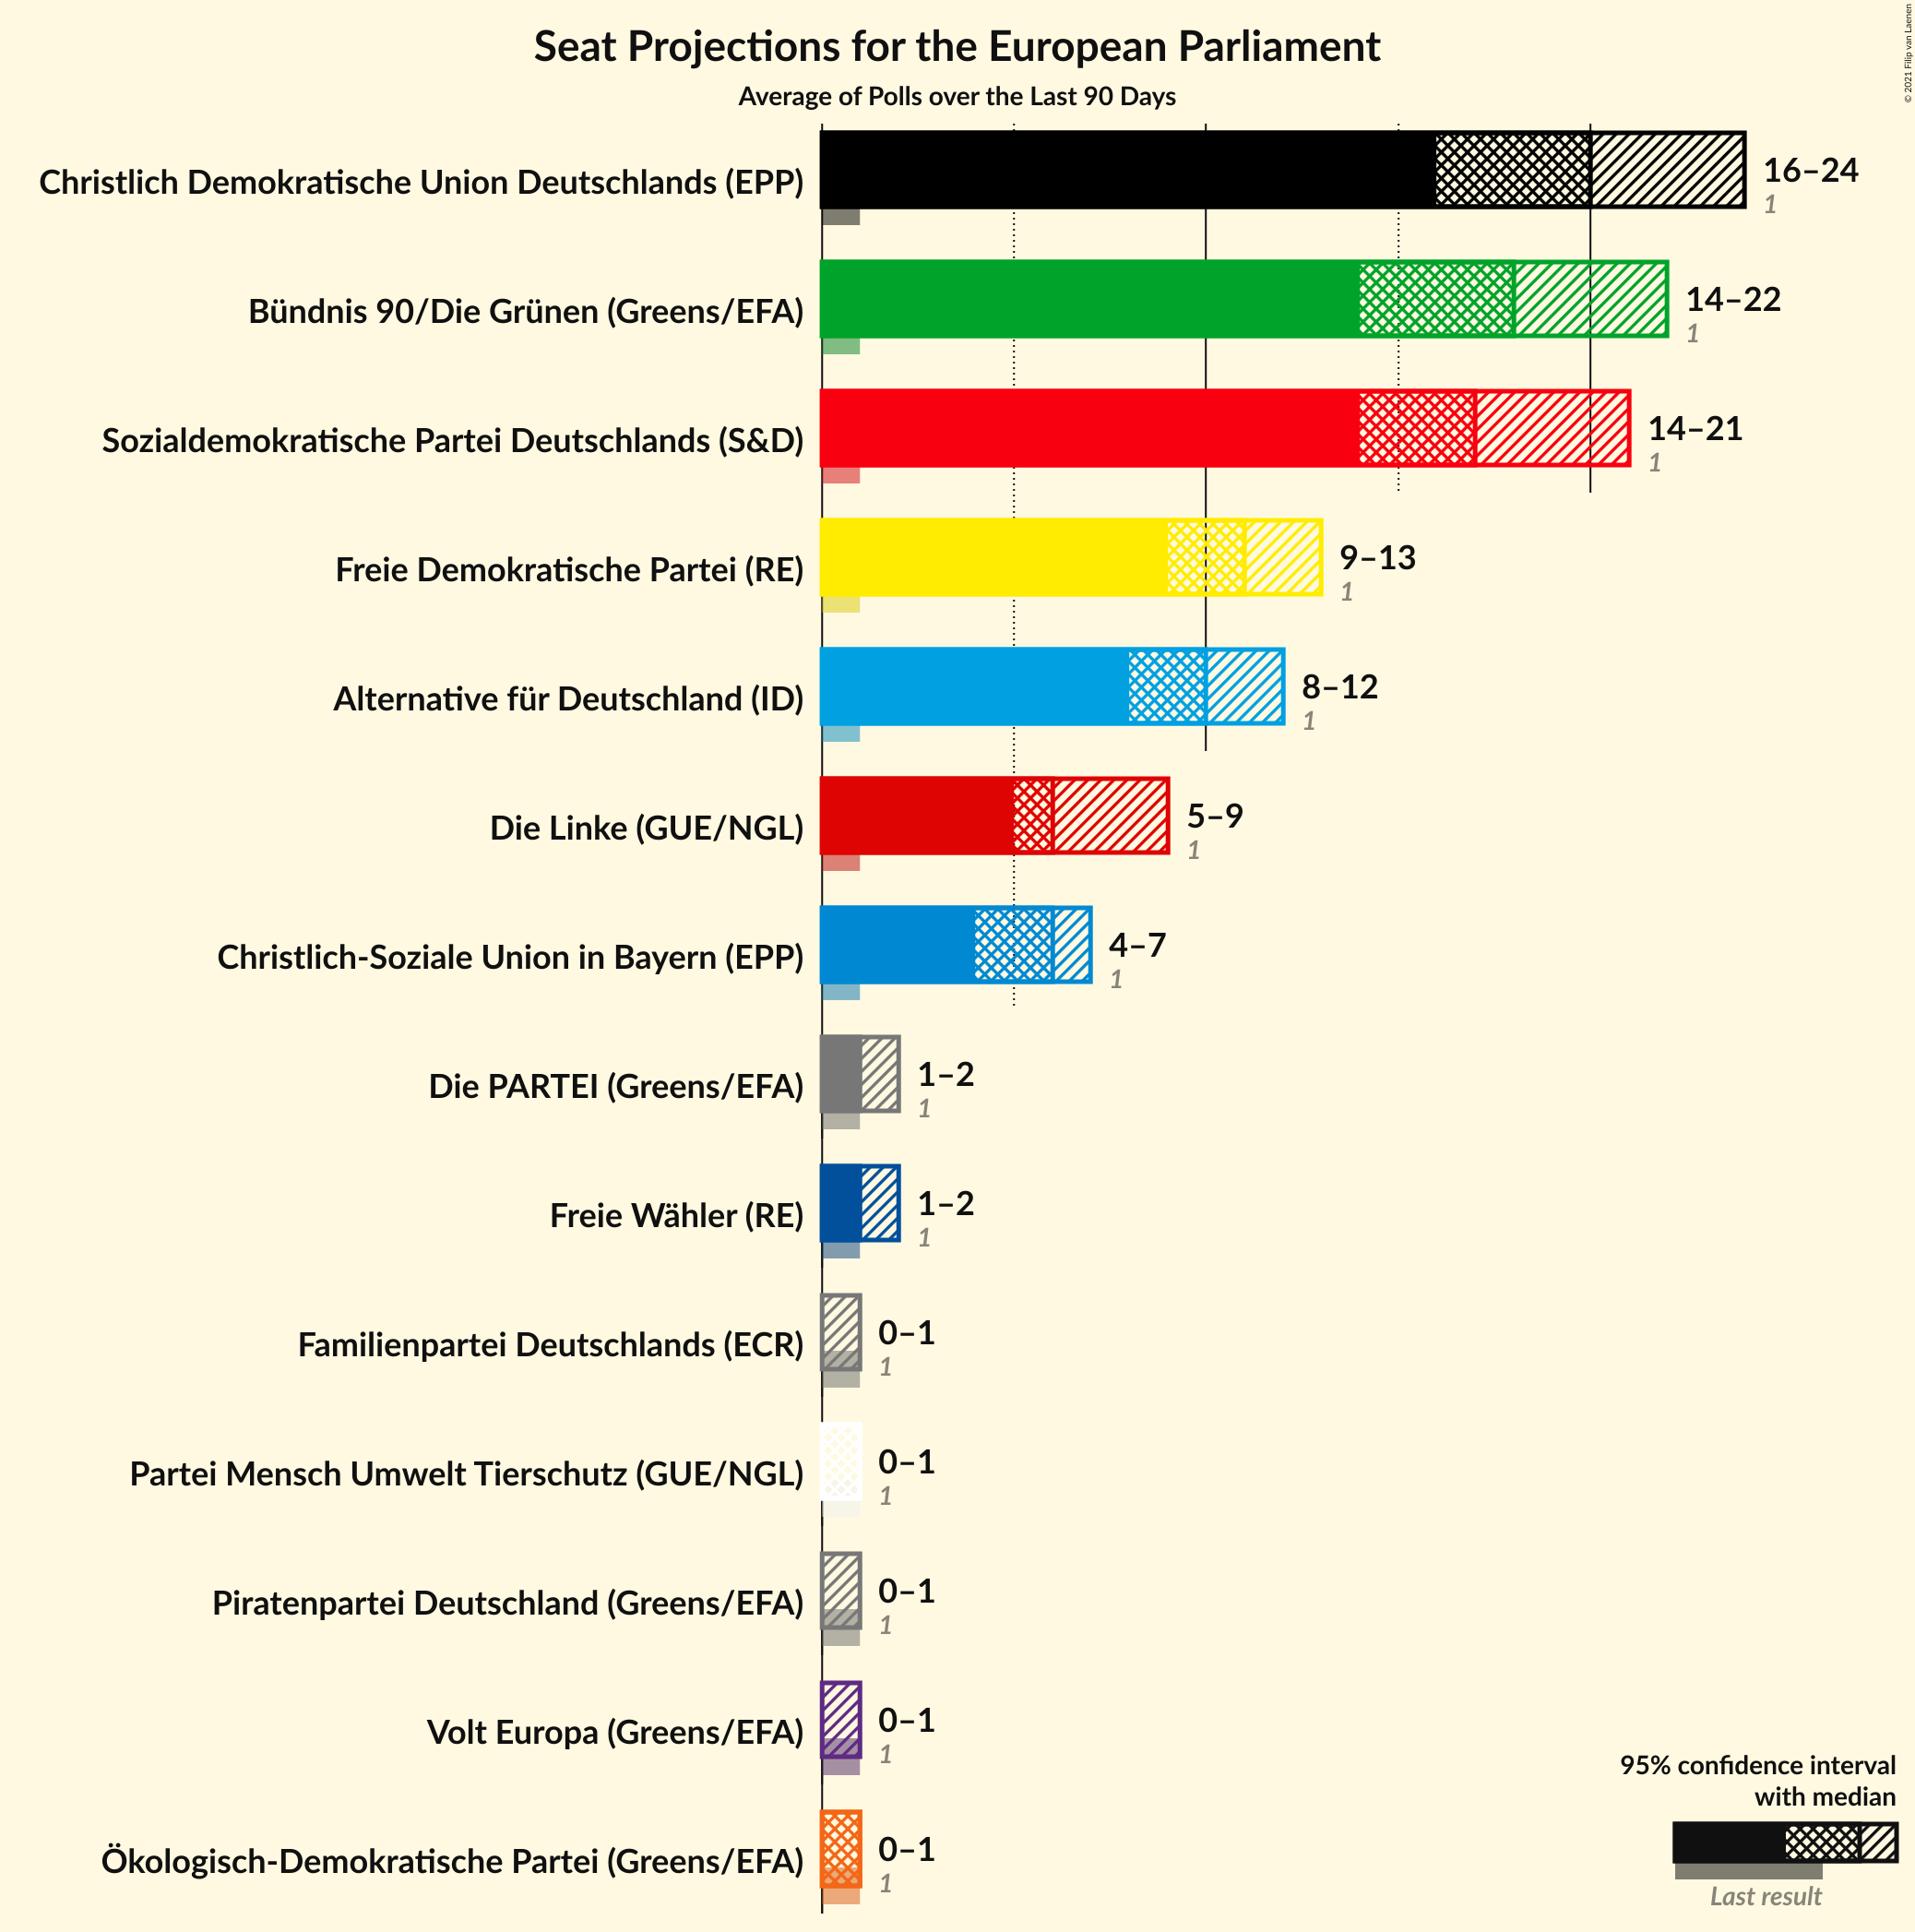 Seat Projections for the European Parliament
Average of Polls over the Last 90 Days
© 2021 Filip van Laenen
Christlich Demokratische Union Deutschlands (EPP)
16–24
1
Bündnis 90/Die Grünen (Greens/EFA)
14–22
1
Sozialdemokratische Partei Deutschlands (S&D)
14–21
1
Freie Demokratische Partei (RE)
9–13
1
Alternative für Deutschland (ID)
8–12
1
Die Linke (GUE/NGL)
5–9
1
Christlich-Soziale Union in Bayern (EPP)
4–7
1
Die PARTEI (Greens/EFA)
1–2
1
Freie Wähler (RE)
1–2
1
Familienpartei Deutschlands (ECR)
0–1
1
Partei Mensch Umwelt Tierschutz (GUE/NGL)
0–1
1
Piratenpartei Deutschland (Greens/EFA)
0–1
1
Volt Europa (Greens/EFA)
0–1
1
Ökologisch-Demokratische Partei (Greens/EFA)
0–1
1
95% confidence interval
with median
Last result